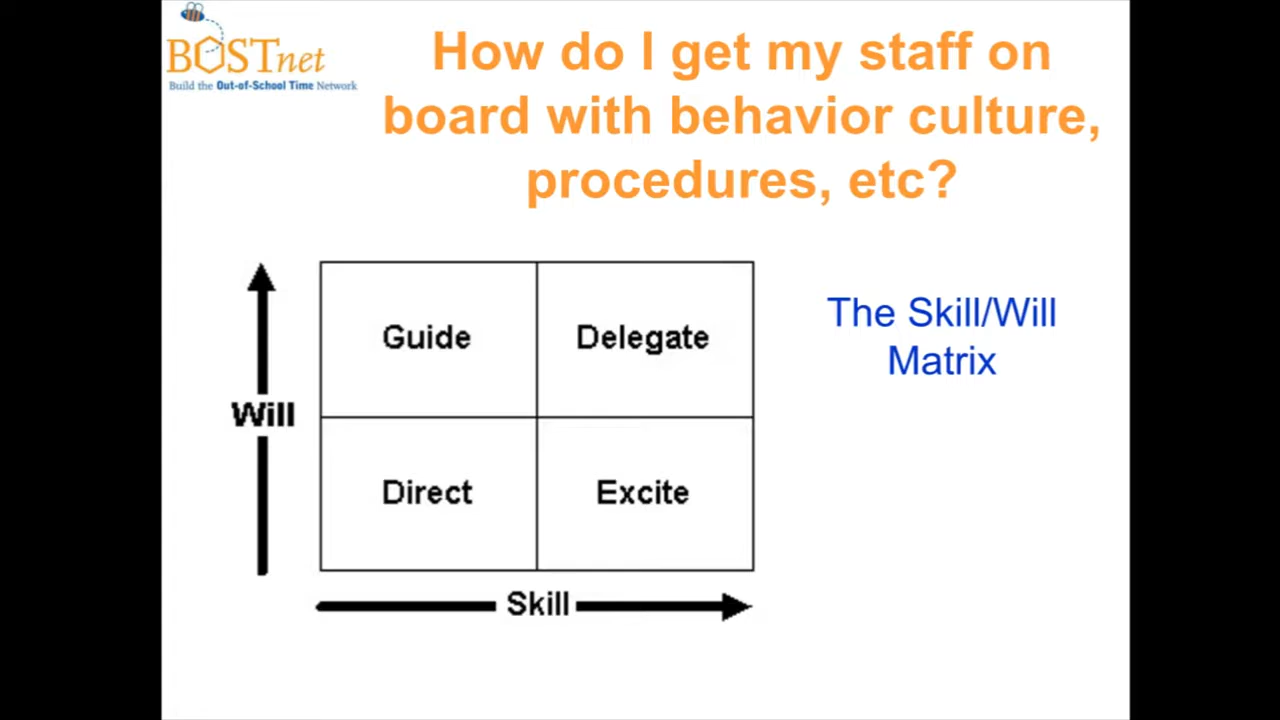 BOSTnet
Build the Out-of-School Time Network
How do I get my staff on
board with behavior culture,
procedures, etc?
Guide
Delegate
The Skill/Will
Matrix
Will
Direct
Excite
Skill